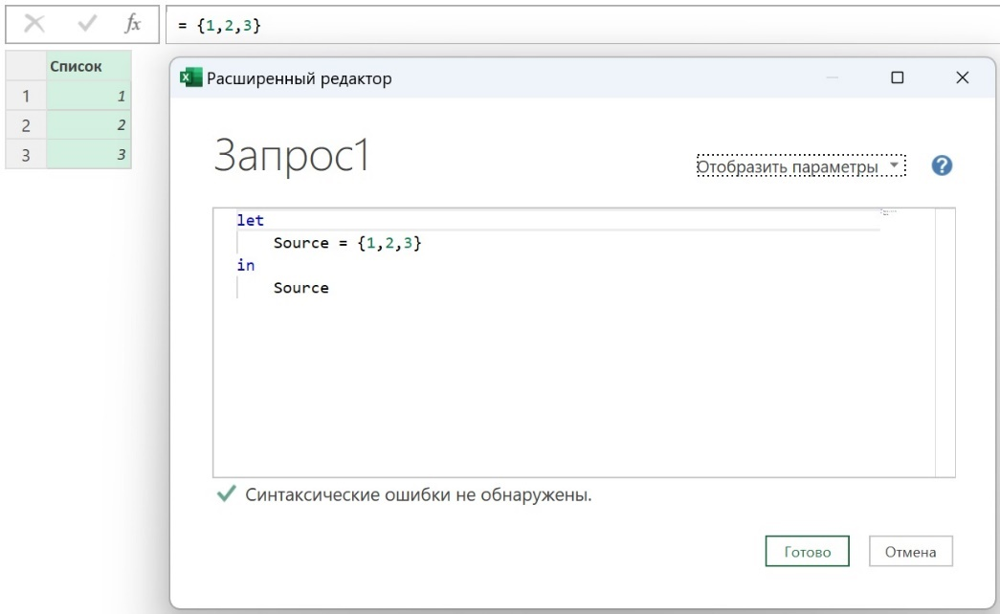 fx
= {1,2,3}
Список
1 1
2 2
3 3
Расширенный редактор
Запрос1
Отобразить параметры
?
let
Source = {1,2,3}
in
Source
Синтаксические ошибки не обнаружены.
Готово Отмена